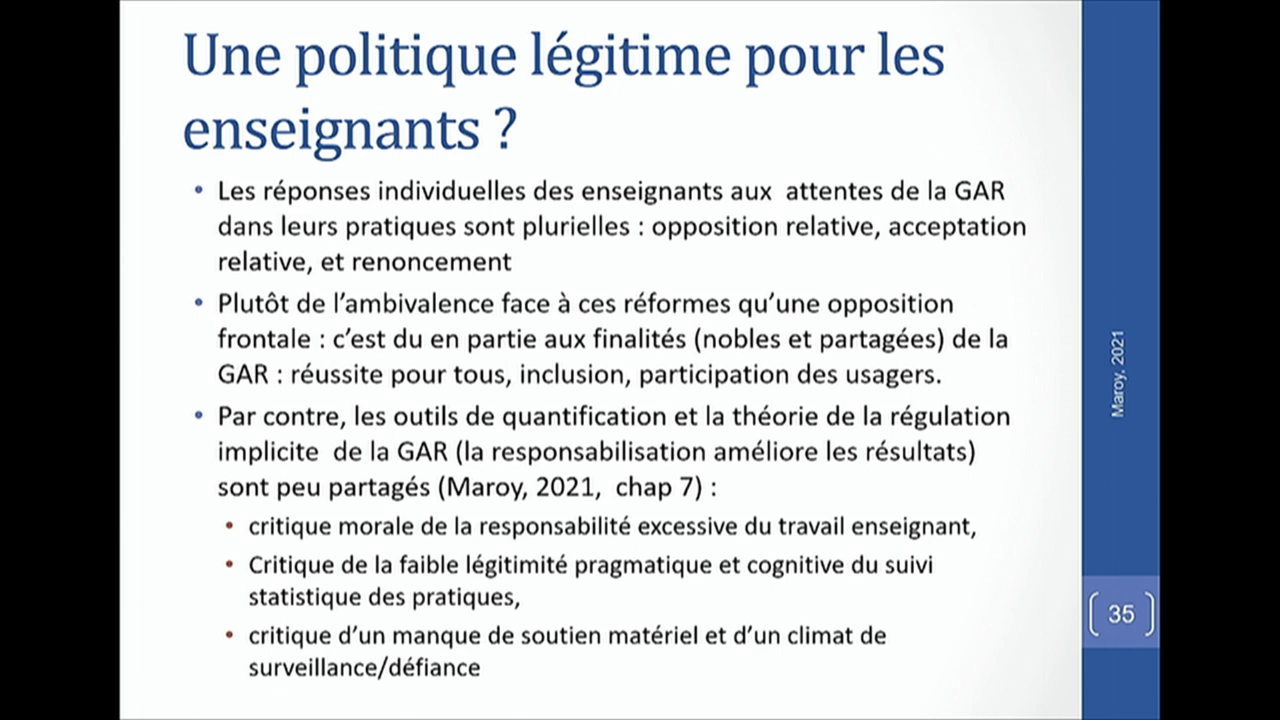 Une politique légitime pour les
enseignants ?
• Les réponses individuelles des enseignants aux  attentes de la GAR
dans leurs pratiques sont plurielles : opposition relative, acceptation
relative, et renoncement
• Plutôt de l'ambivalence face à ces réformes qu'une opposition
frontale : c'est du en partie aux finalités (nobles et partagées) de la
GAR : réussite pour tous, inclusion, participation des usagers.
• Par contre, les outils de quantification et la théorie de la régulation
implicite  de la GAR (la responsabilisation améliore les résultats)
sont peu partagés (Maroy, 2021,  chap 7) :
• critique morale de la responsabilité excessive du travail enseignant,
• Critique de la faible légitimité pragmatique et cognitive du suivi
statistique des pratiques,
• critique d'un manque de soutien matériel et d'un climat de
surveillance/défiance
Maroy, 2021
35